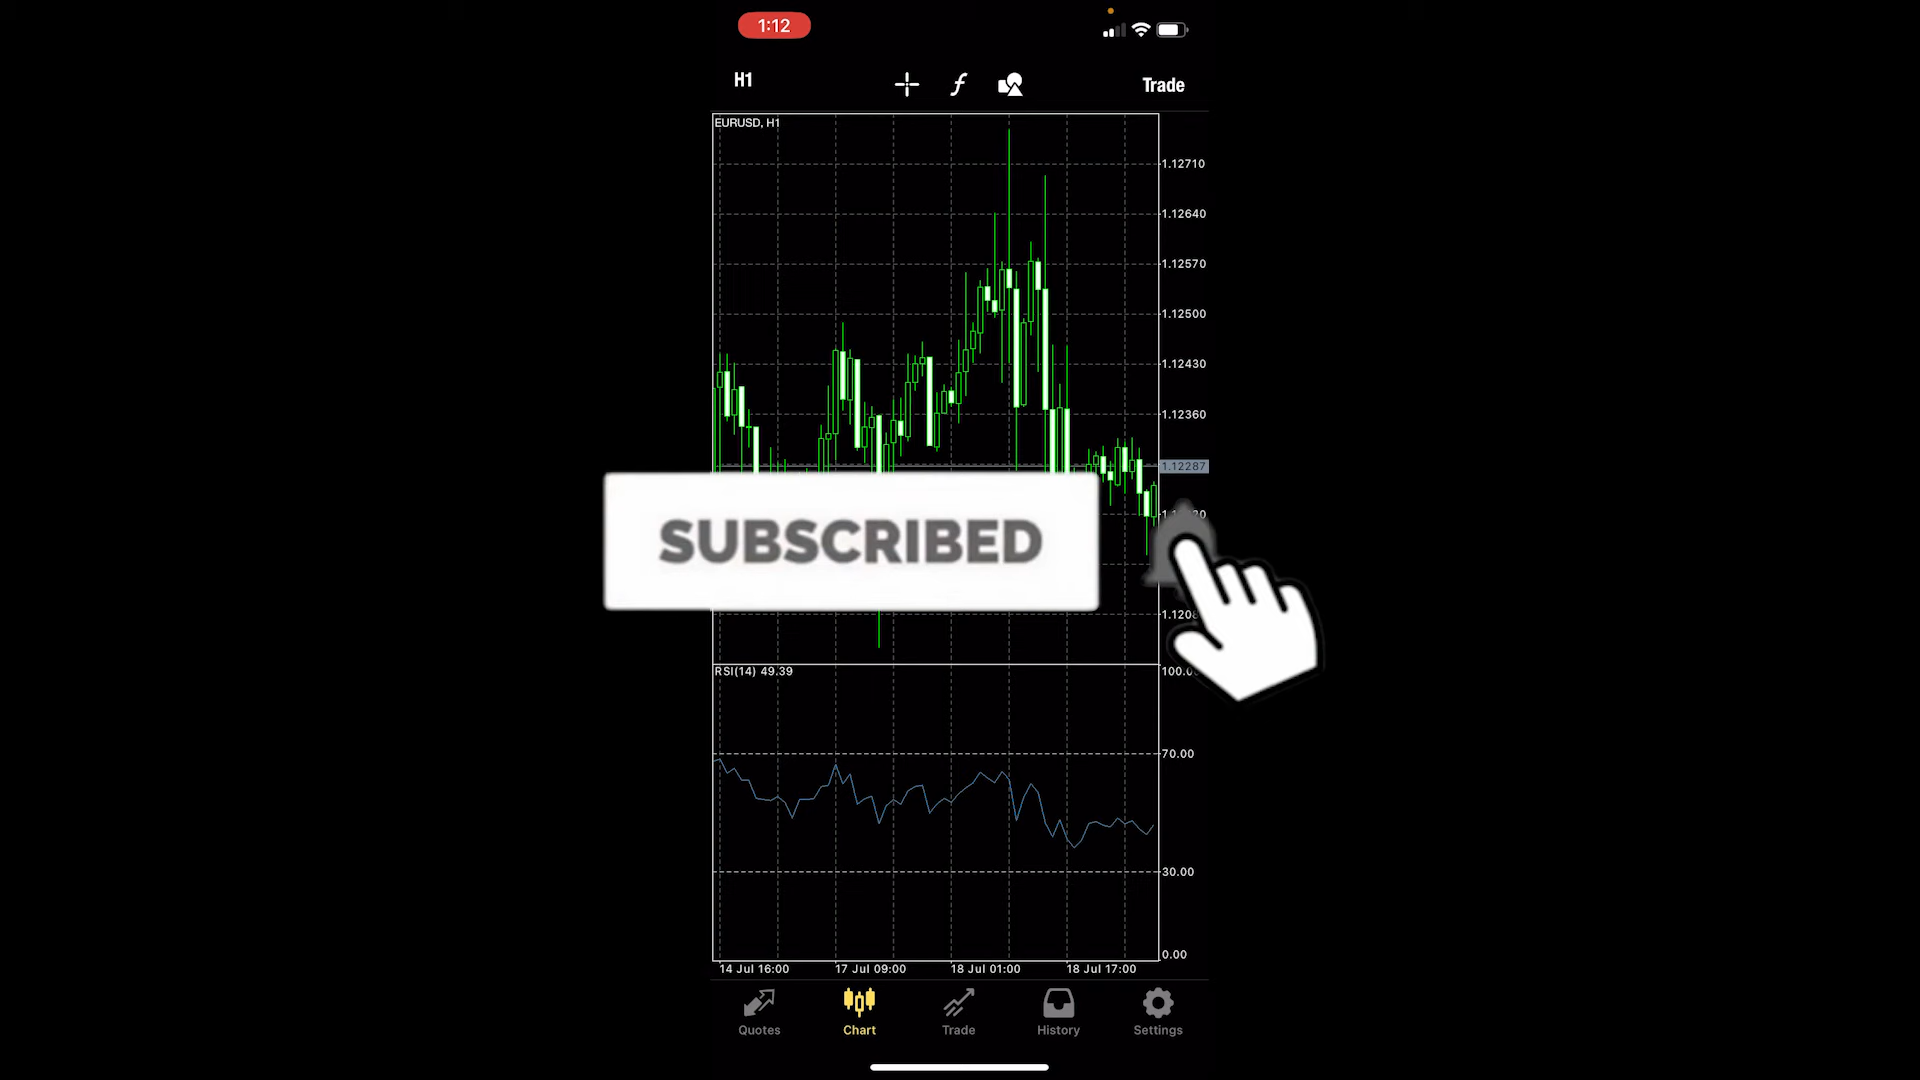 1:12
H1
f
Trade
EURUSD, H1
1.12710
1.12640
1.12570
1.12500
1.12430
1.12360
1.12287
SUBSCRIBED
RSI(14) 49.39
70.00
30.00
0.00
14 Jul 16:00
17 Jul 09:00
18 Jul 01:00
18 Jul 17:00
Quotes
Chart
Trade
History
Settings